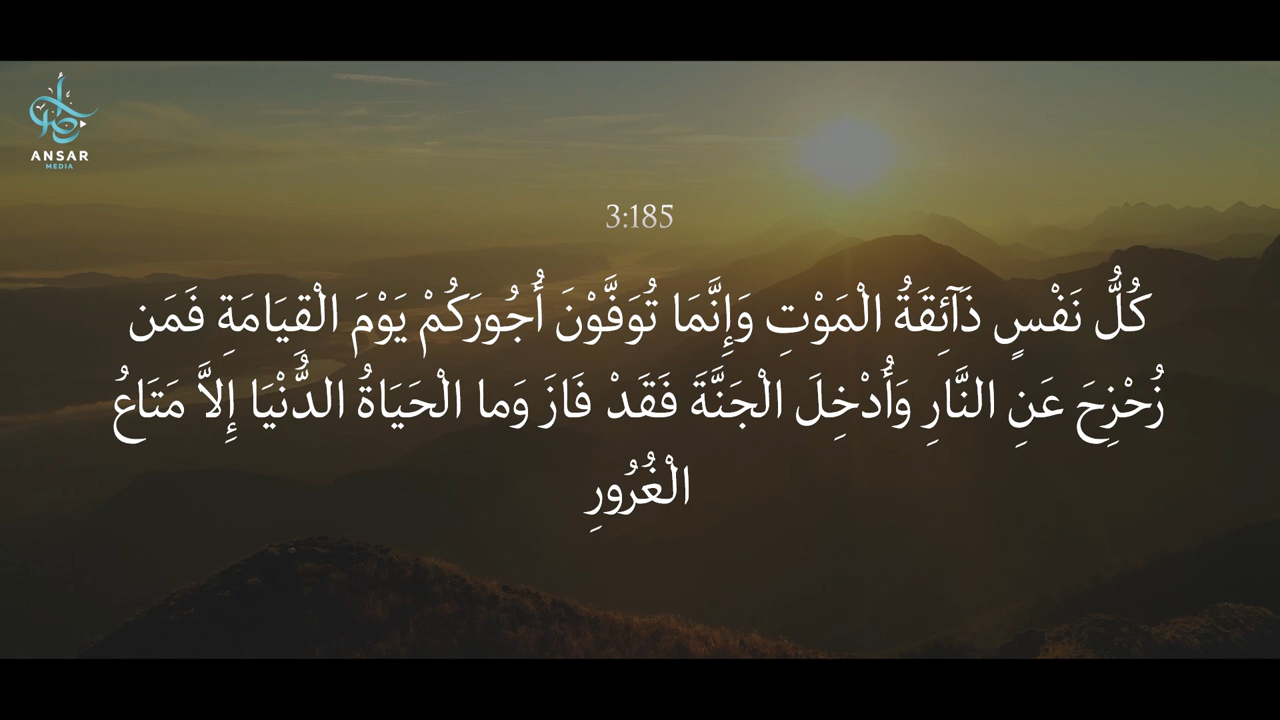 ANSAR
MEDIA
3:185
كُلُّ نَفْسٍ ذَآئِقَةُ الْمَوْتِ وَإِنَّمَا تُوَفَّوْنَ أُجُورَكُمْ يَوْمَ الْقِيَامَةِ فَمَن
زُحْزِحَ عَنِ النَّارِ وَأُدْخِلَ الْجَنَّةَ فَقَدْ فَازَ وَما الْحَيَاةُ الدُّنْيَا إِلاَّ مَتَاعُ
الْغُرُورِ